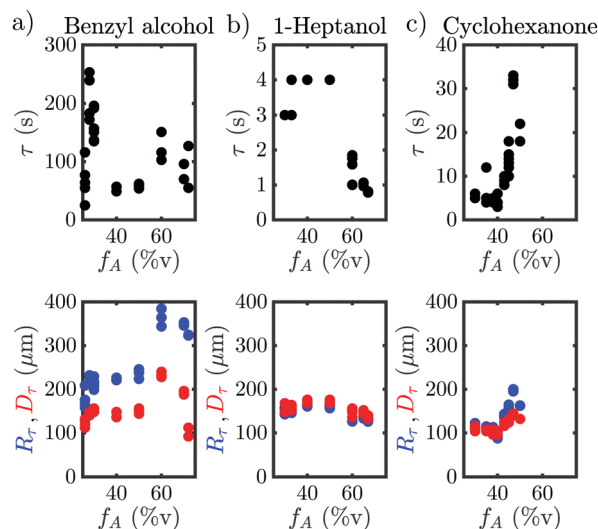 a) Benzyl alcohol
b) 1-Heptanol
c) Cyclohexanone
τ (s)
300
200
100
0
40 60
f_A (%v)
τ (s)
5
4
3
2
1
0
40 60
f_A (%v)
τ (s)
40
30
20
10
0
40 60
f_A (%v)
R_τ, D_τ (μm)
400
300
200
100
0
40 60
f_A (%v)
R_τ, D_τ (μm)
400
300
200
100
0
40 60
f_A (%v)
R_τ, D_τ (μm)
400
300
200
100
0
40 60
f_A (%v)